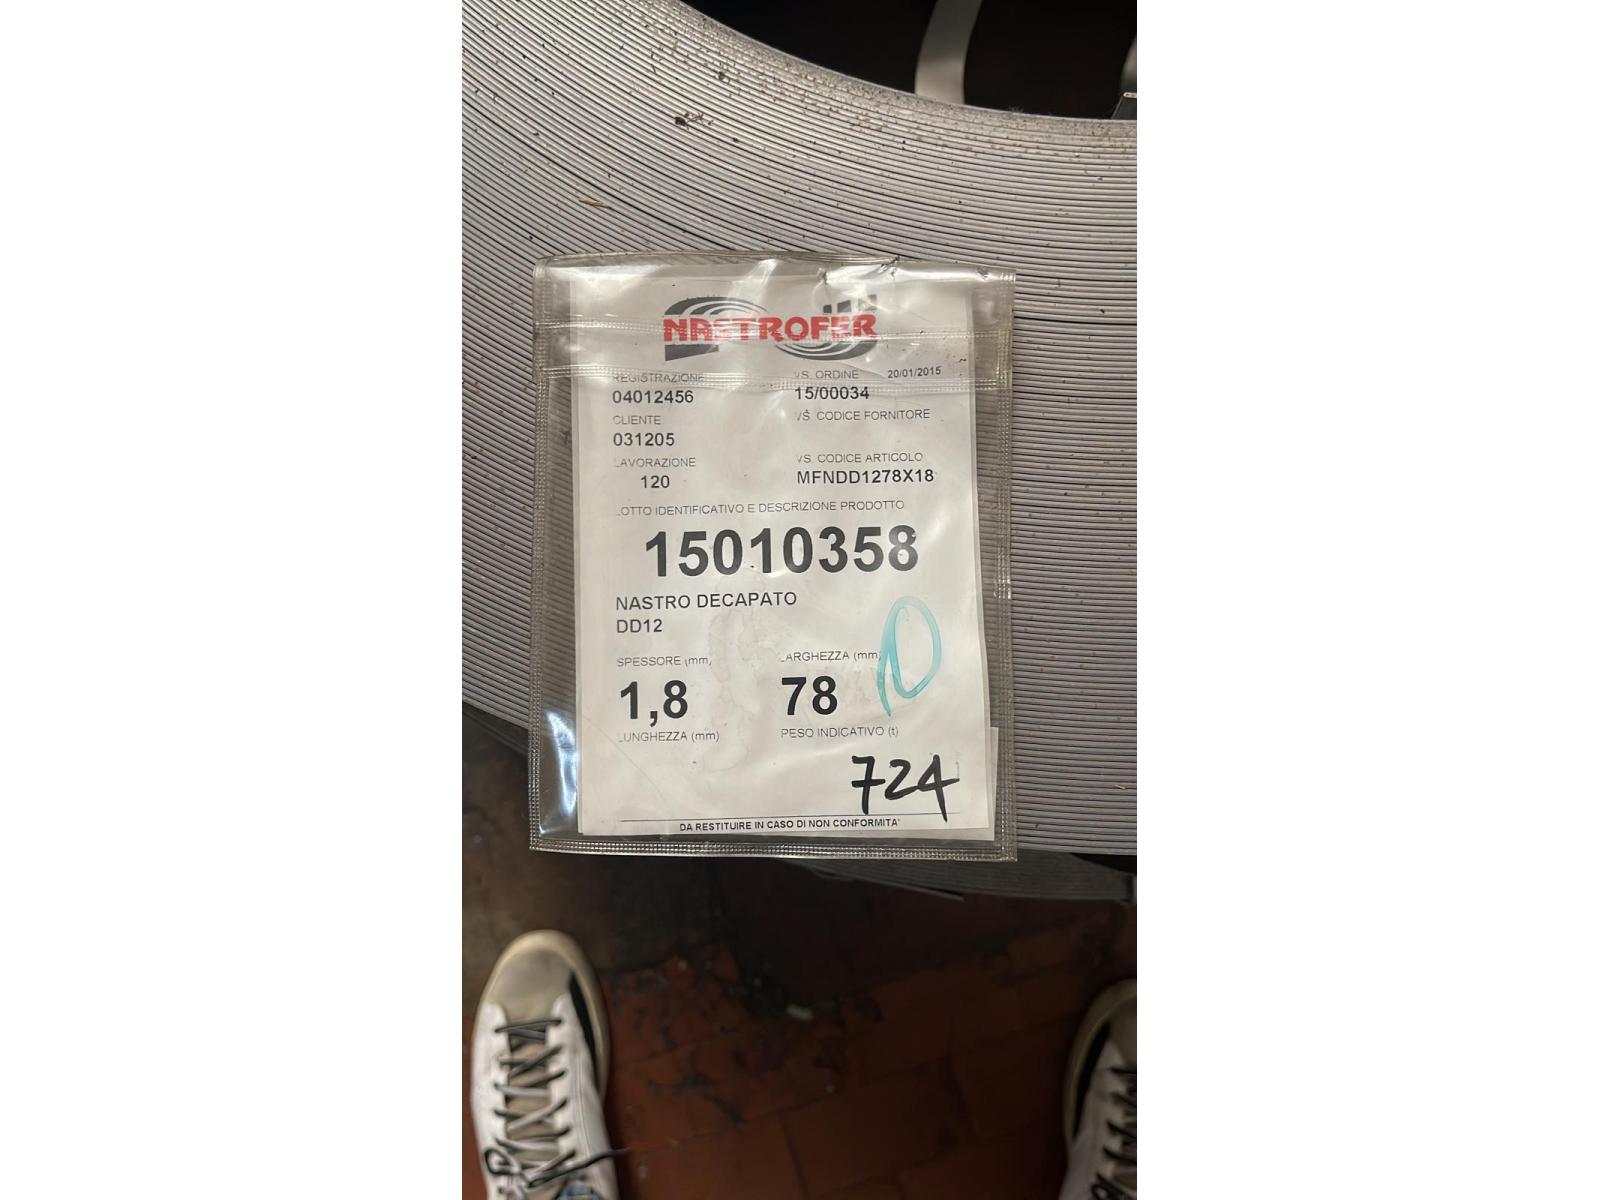 NASTROFER
REGISTRAZIONE
VS. ORDINE 20/01/2015
04012456
15/00034
CLIENTE
VS. CODICE FORNITORE
031205
LAVORAZIONE
VS. CODICE ARTICOLO
120
MFNDD1278X18
LOTTO IDENTIFICATIVO E DESCRIZIONE PRODOTTO
15010358
NASTRO DECAPATO
DD12
SPESSORE (mm)
LARGHEZZA (mm)
1,8
78
LUNGHEZZA (mm)
PESO INDICATIVO (t)
724
DA RESTITUIRE IN CASO DI NON CONFORMITA'